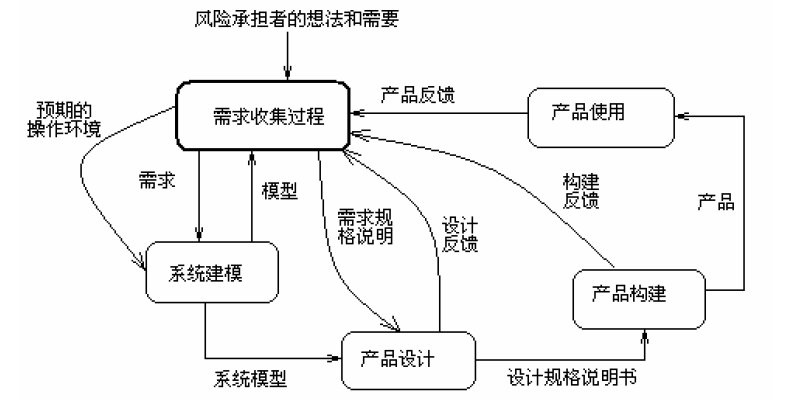 风险承担者的想法和需要
产品反馈
预期的
操作环境
需求收集过程
产品使用
需求
模型
构建
反馈
产品
需求规
格说明
设计
反馈
系统建模
产品构建
产品设计
系统模型
设计规格说明书